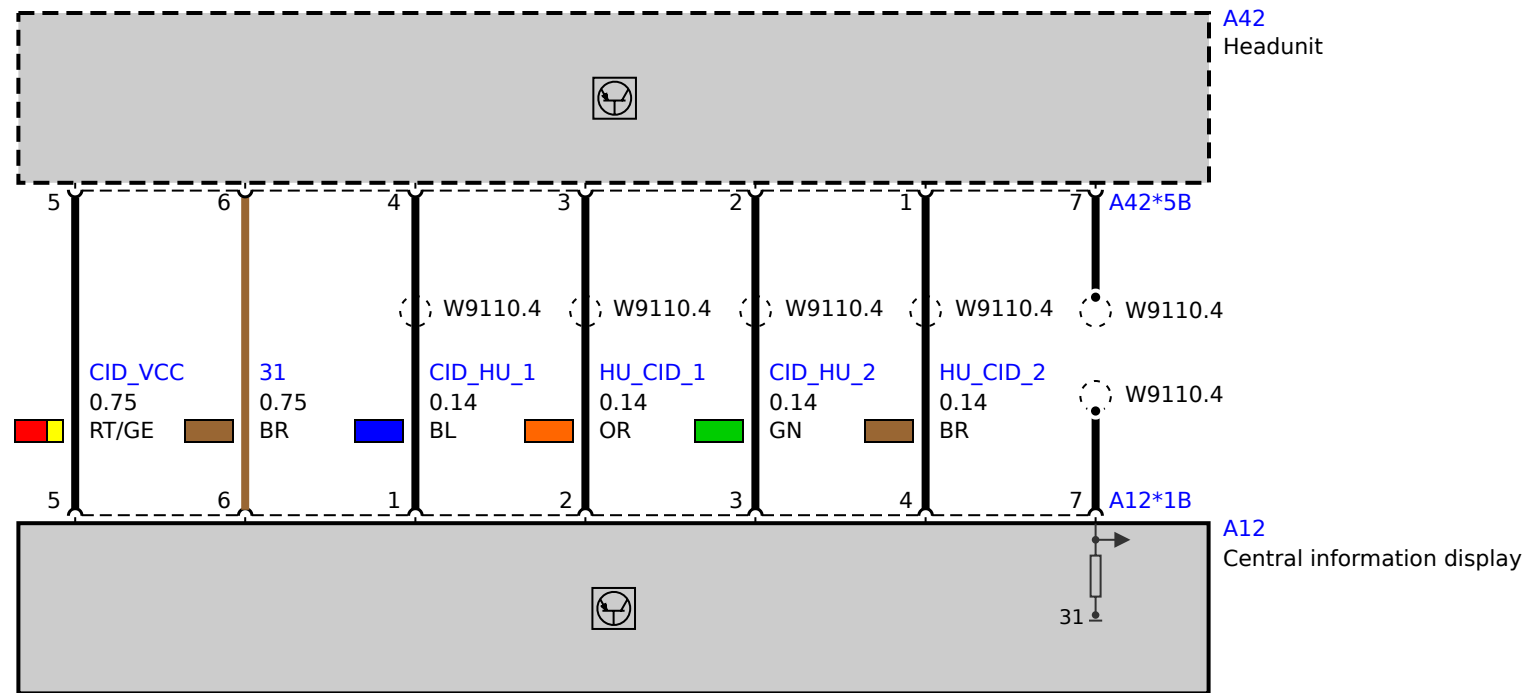 A42
Headunit
5 6 4 3 2 1 7 A42*5B
W9110.4 W9110.4 W9110.4 W9110.4 W9110.4
CID_VCC 31 CID_HU_1 HU_CID_1 CID_HU_2 HU_CID_2
W9110.4
0.75 0.75 0.14 0.14 0.14 0.14
RT/GE BR BL OR GN BR
5 6 1 2 3 4 7 A12*1B
A12
Central information display
31